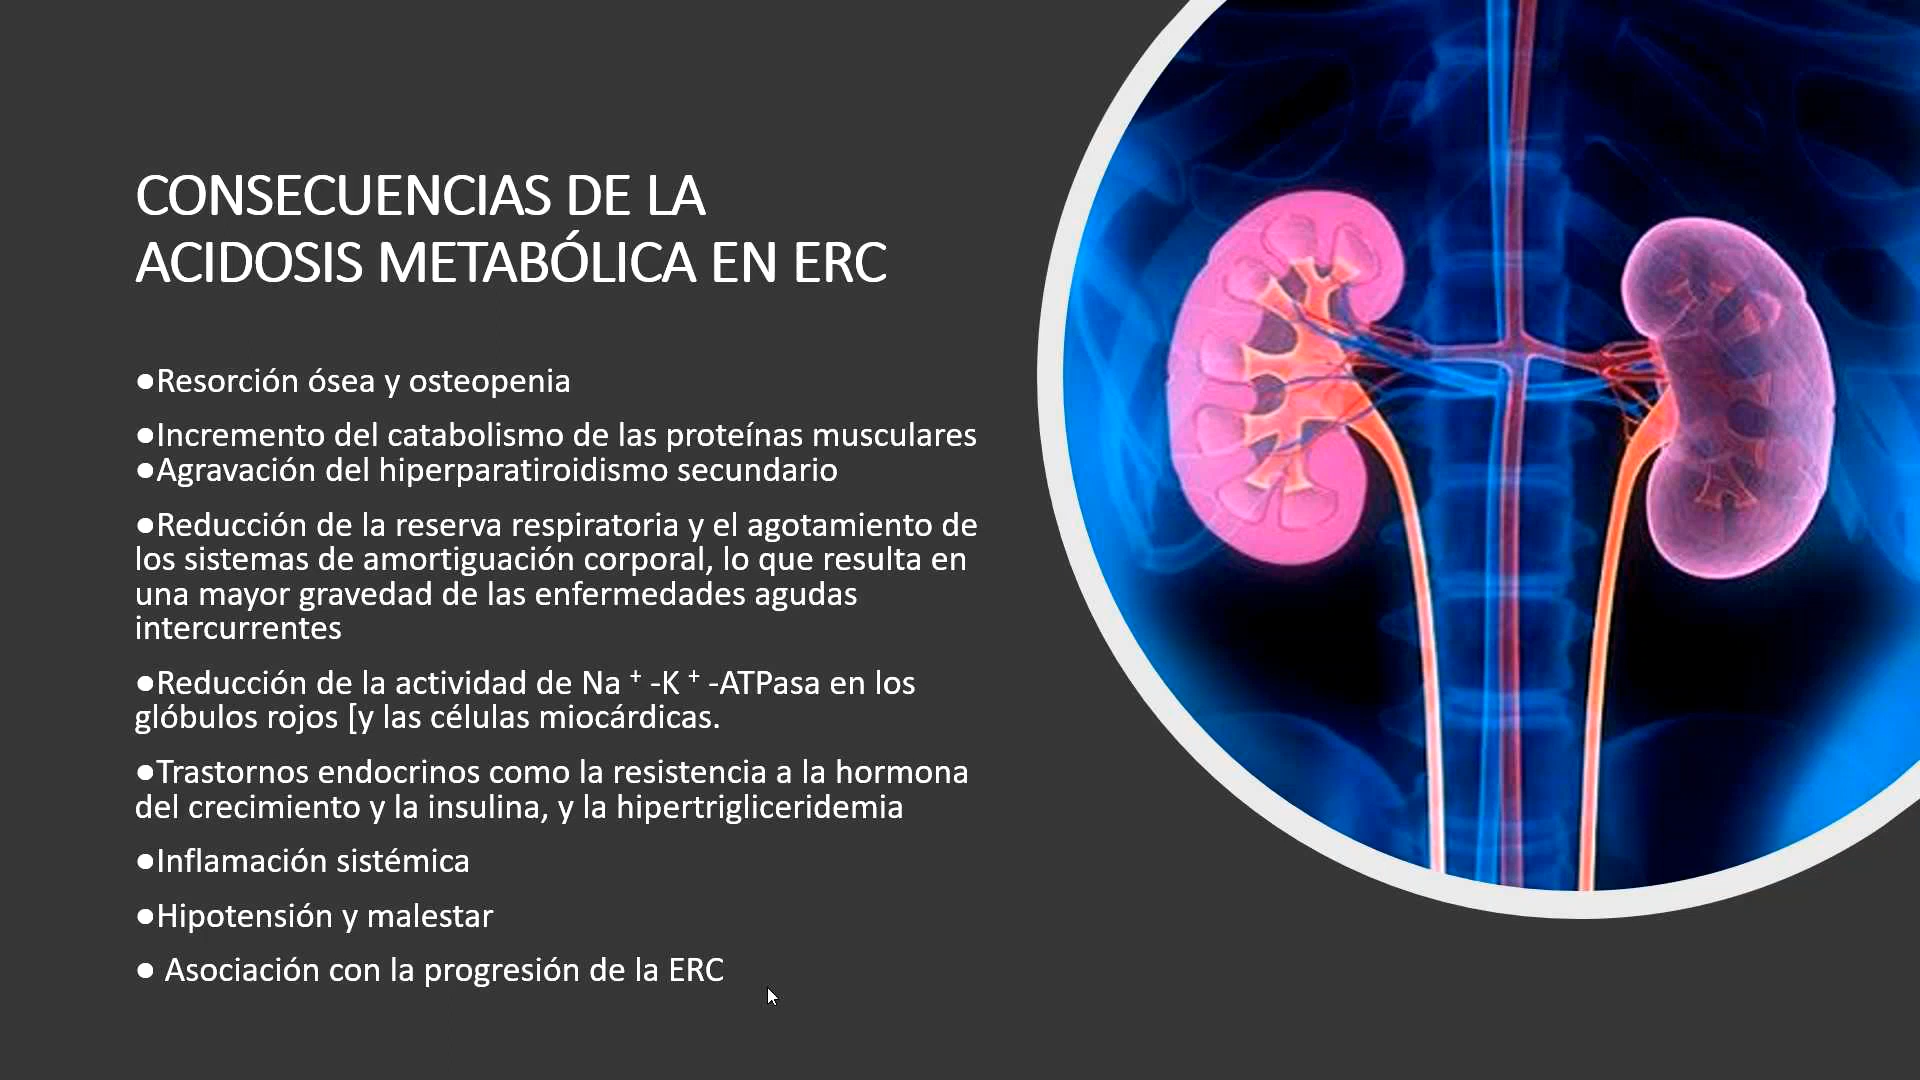 CONSECUENCIAS DE LA
ACIDOSIS METABÓLICA EN ERC
●Resorción ósea y osteopenia
●Incremento del catabolismo de las proteínas musculares
●Agravación del hiperparatiroidismo secundario
●Reducción de la reserva respiratoria y el agotamiento de
los sistemas de amortiguación corporal, lo que resulta en
una mayor gravedad de las enfermedades agudas
intercurrentes
●Reducción de la actividad de Na ⁺ -K ⁺ -ATPasa en los
glóbulos rojos [y las células miocárdicas.
●Trastornos endocrinos como la resistencia a la hormona
del crecimiento y la insulina, y la hipertrigliceridemia
●Inflamación sistémica
●Hipotensión y malestar
● Asociación con la progresión de la ERC